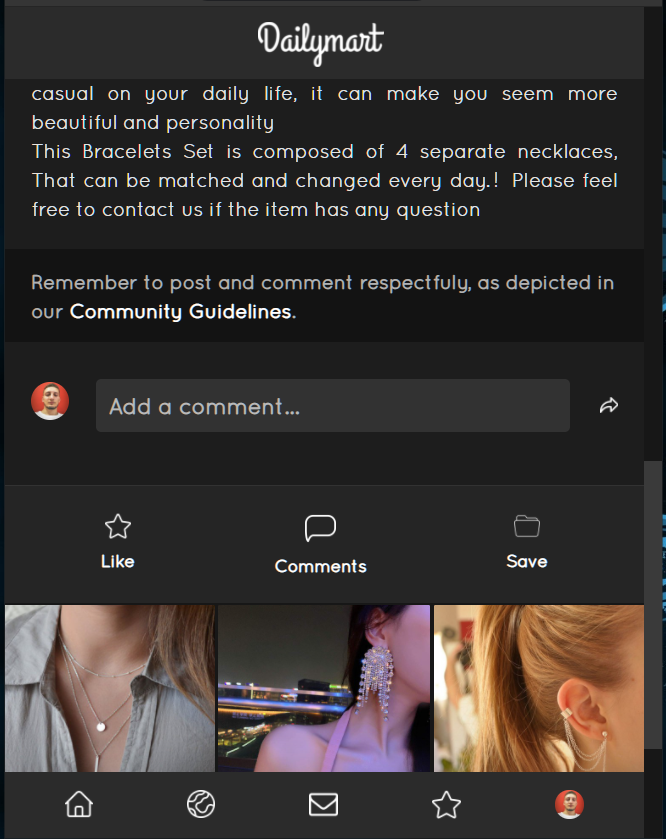 Dailymart
casual on your daily life, it can make you seem more
beautiful and personality
This Bracelets Set is composed of 4 separate necklaces,
That can be matched and changed every day.! Please feel
free to contact us if the item has any question
Remember to post and comment respectfuly, as depicted in
our Community Guidelines.
Add a comment...
Like
Comments
Save